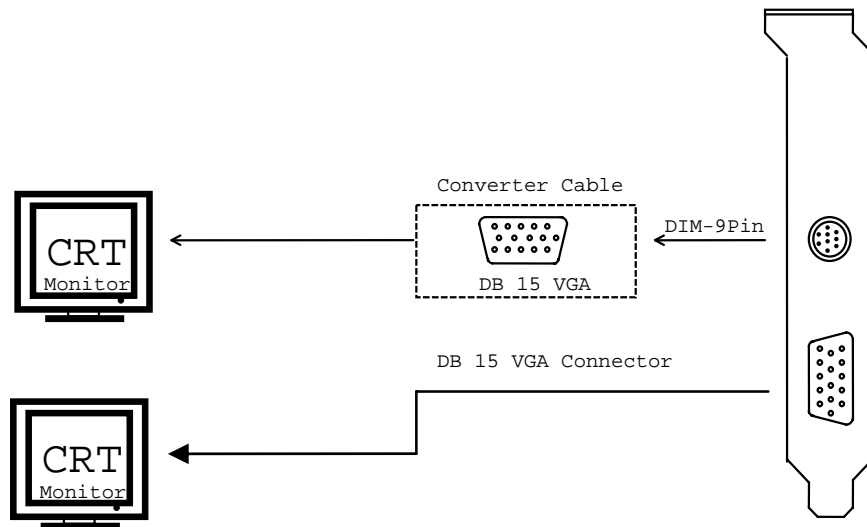 Converter Cable
DIM-9Pin
CRT
Monitor
DB 15 VGA
DB 15 VGA Connector
CRT
Monitor